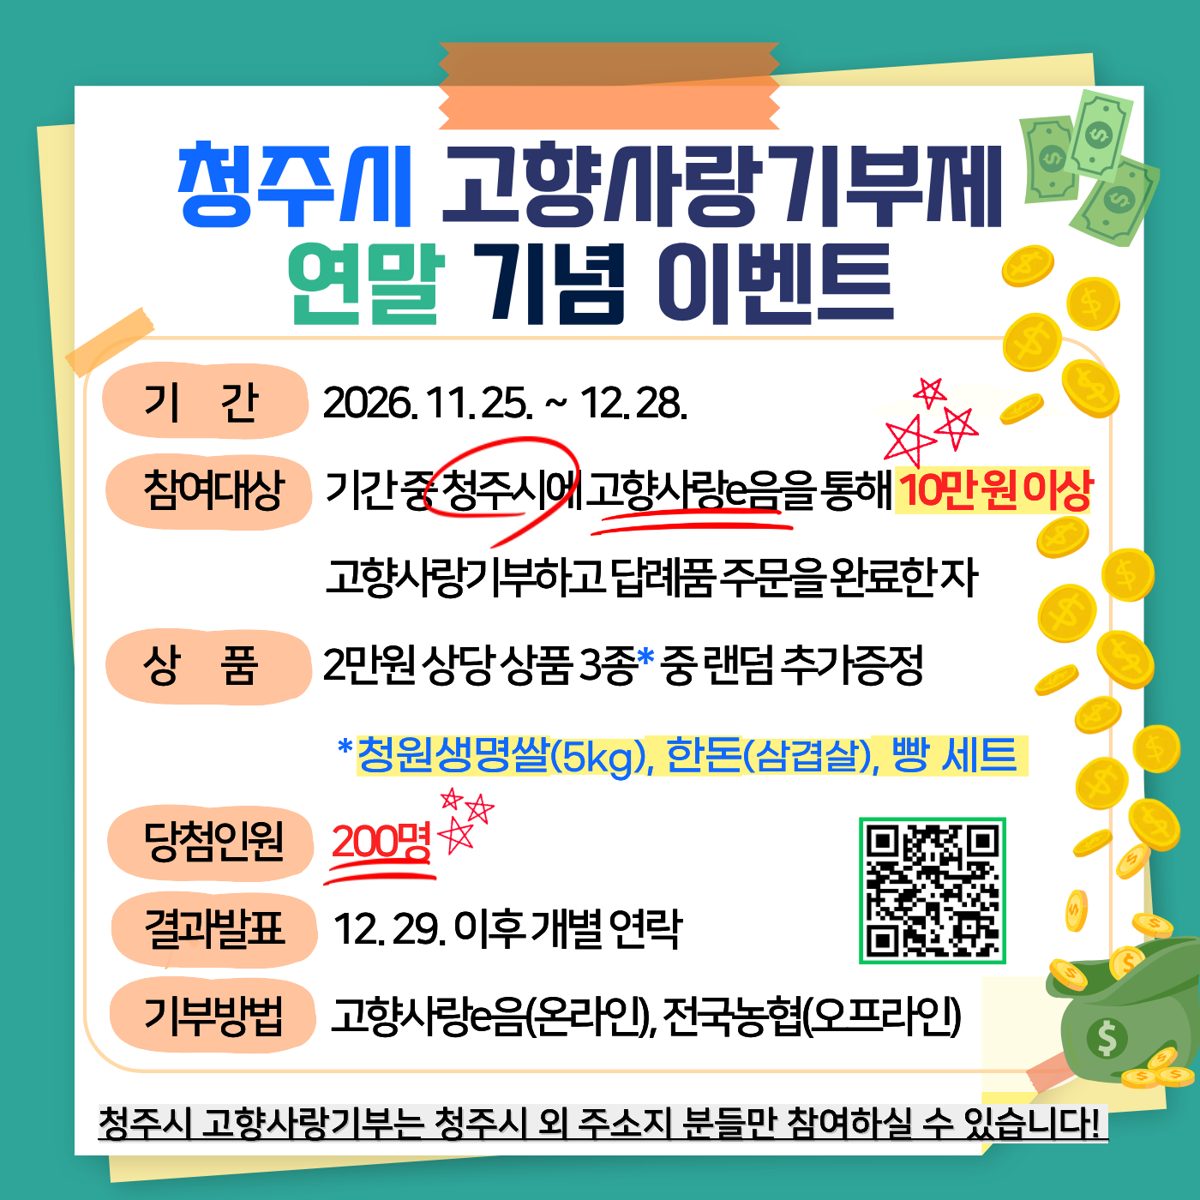 청주시 고향사랑기부제
연말 기념 이벤트
기 간 2026. 11. 25. ~ 12. 28.
참여대상 기간 중 청주시에 고향사랑e음을 통해 10만원 이상
고향사랑기부하고 답례품 주문을 완료한 자
상 품 2만원 상당 상품 3종* 중 랜덤 추가증정
*청원생명쌀(5kg), 한돈(삼겹살), 빵 세트
당첨인원 200명
결과발표 12. 29. 이후 개별 연락
기부방법 고향사랑e음(온라인), 전국농협(오프라인)
청주시 고향사랑기부는 청주시 외 주소지 분들만 참여하실 수 있습니다!